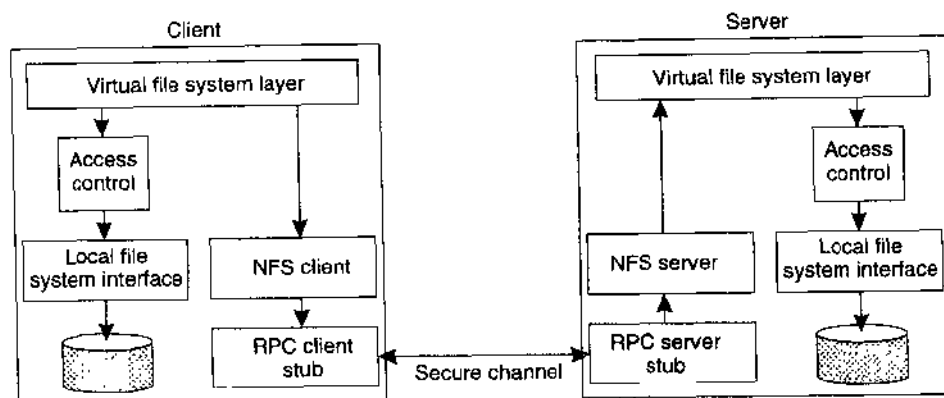 Client
Virtual file system layer
Access
control
Local file
system interface
NFS client
RPC client
stub
Secure channel
Server
Virtual file system layer
Access
control
NFS server
Local file
system interface
RPC server
stub